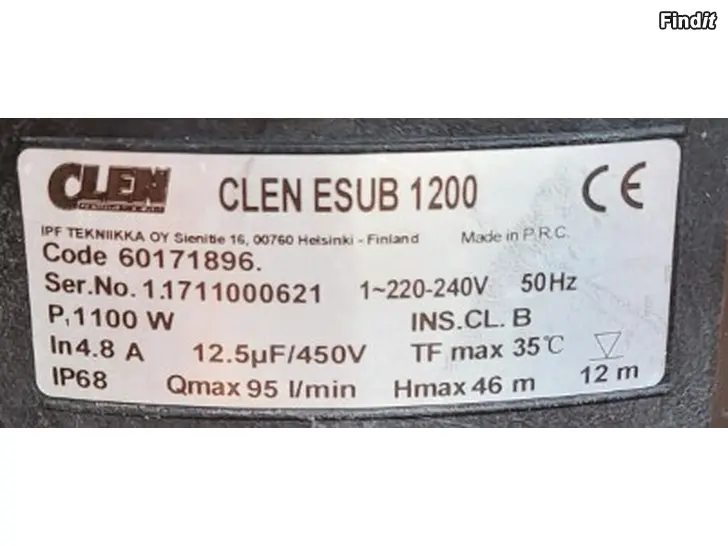 Findit
CLEN CLEN ESUB 1200 CE
IPF TEKNIIKKA OY Sienitie 16, 00760 Helsinki - Finland Made in P.R.C.
Code 60171896.
Ser.No. 1.1711000621 1~220-240V 50Hz
P,1100 W INS.CL. B
In4.8 A 12.5µF/450V TF max 35℃
IP68 Qmax 95 l/min Hmax 46 m 12 m